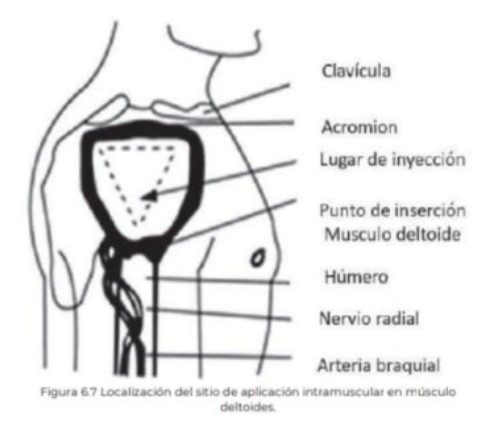 Clavícula
Acromion
Lugar de inyección
Punto de inserción
Musculo deltoide
Húmero
Nervio radial
Arteria braquial
Figura 6.7 Localización del sitio de aplicación intramuscular en músculo
deltoides.